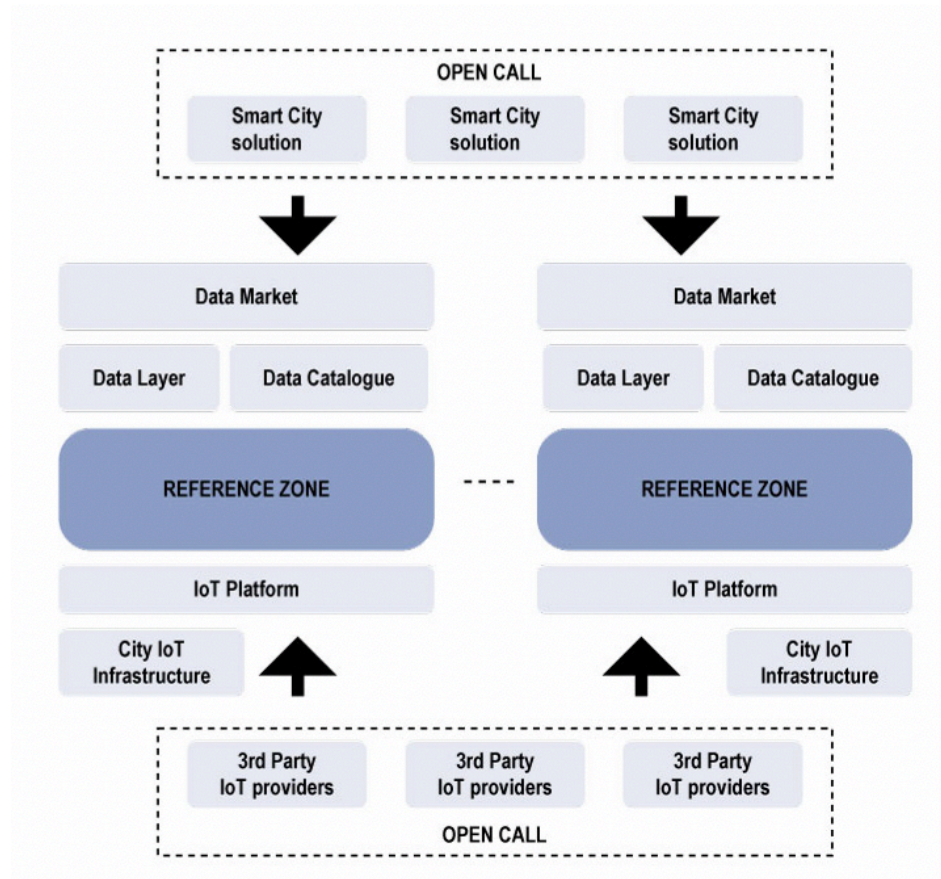 OPEN CALL
Smart City
solution
Smart City
solution
Smart City
solution
Data Market
Data Market
Data Layer
Data Catalogue
Data Layer
Data Catalogue
REFERENCE ZONE
REFERENCE ZONE
IoT Platform
IoT Platform
City IoT
Infrastructure
City IoT
Infrastructure
3rd Party
IoT providers
3rd Party
IoT providers
3rd Party
IoT providers
OPEN CALL